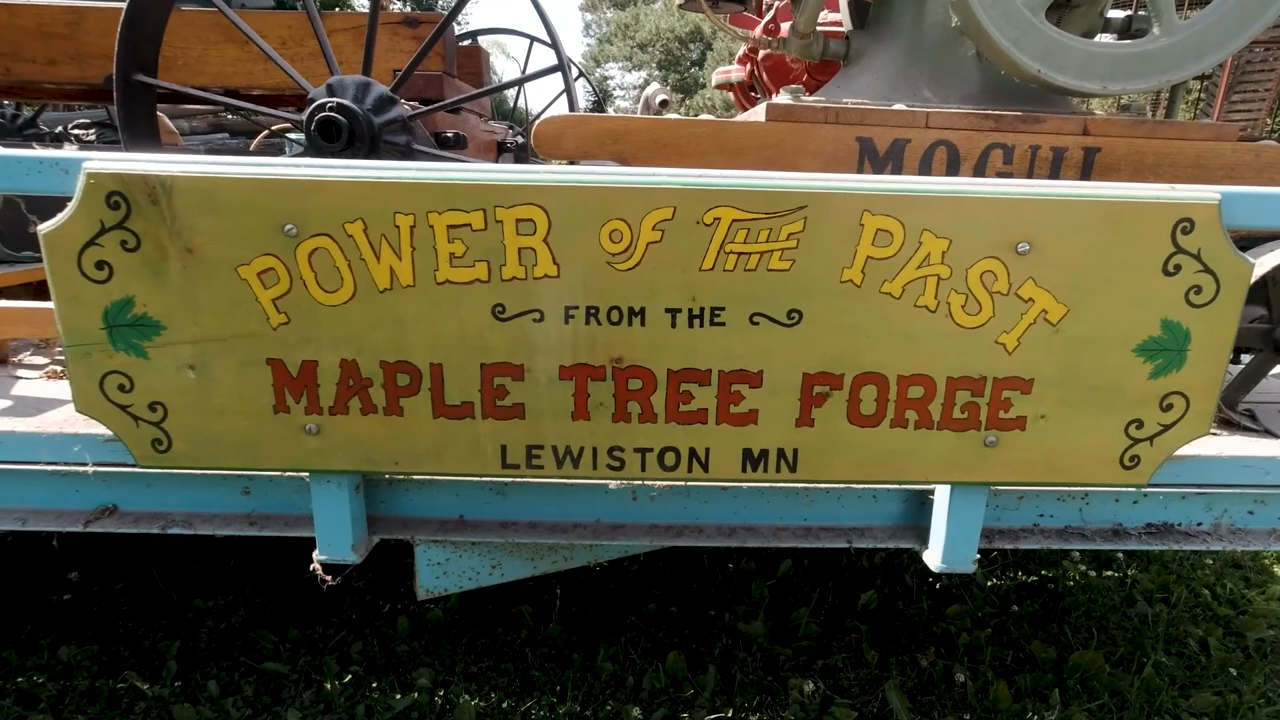 MOGUL
POWER OF THE PAST
FROM THE
MAPLE TREE FORGE
LEWISTON MN